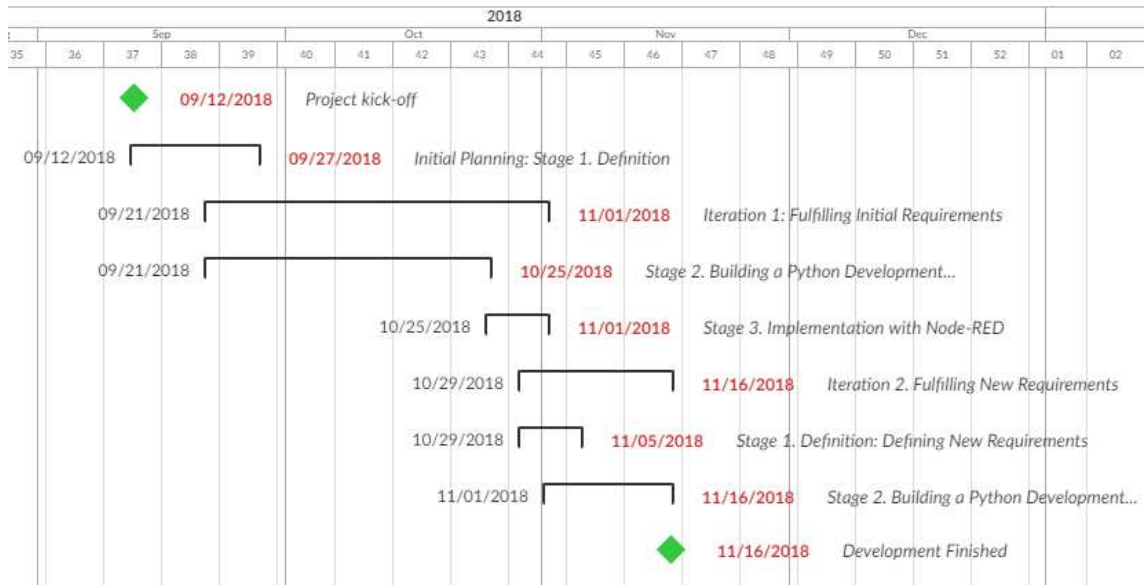 2018
Sep Oct Nov Dec
35 36 37 38 39 40 41 42 43 44 45 46 47 48 49 50 51 52 01 02
09/12/2018 Project kick-off
09/12/2018 09/27/2018 Initial Planning: Stage 1. Definition
09/21/2018 11/01/2018 Iteration 1: Fulfilling Initial Requirements
09/21/2018 10/25/2018 Stage 2. Building a Python Development...
10/25/2018 11/01/2018 Stage 3. Implementation with Node-RED
10/29/2018 11/16/2018 Iteration 2. Fulfilling New Requirements
10/29/2018 11/05/2018 Stage 1. Definition: Defining New Requirements
11/01/2018 11/16/2018 Stage 2. Building a Python Development...
11/16/2018 Development Finished